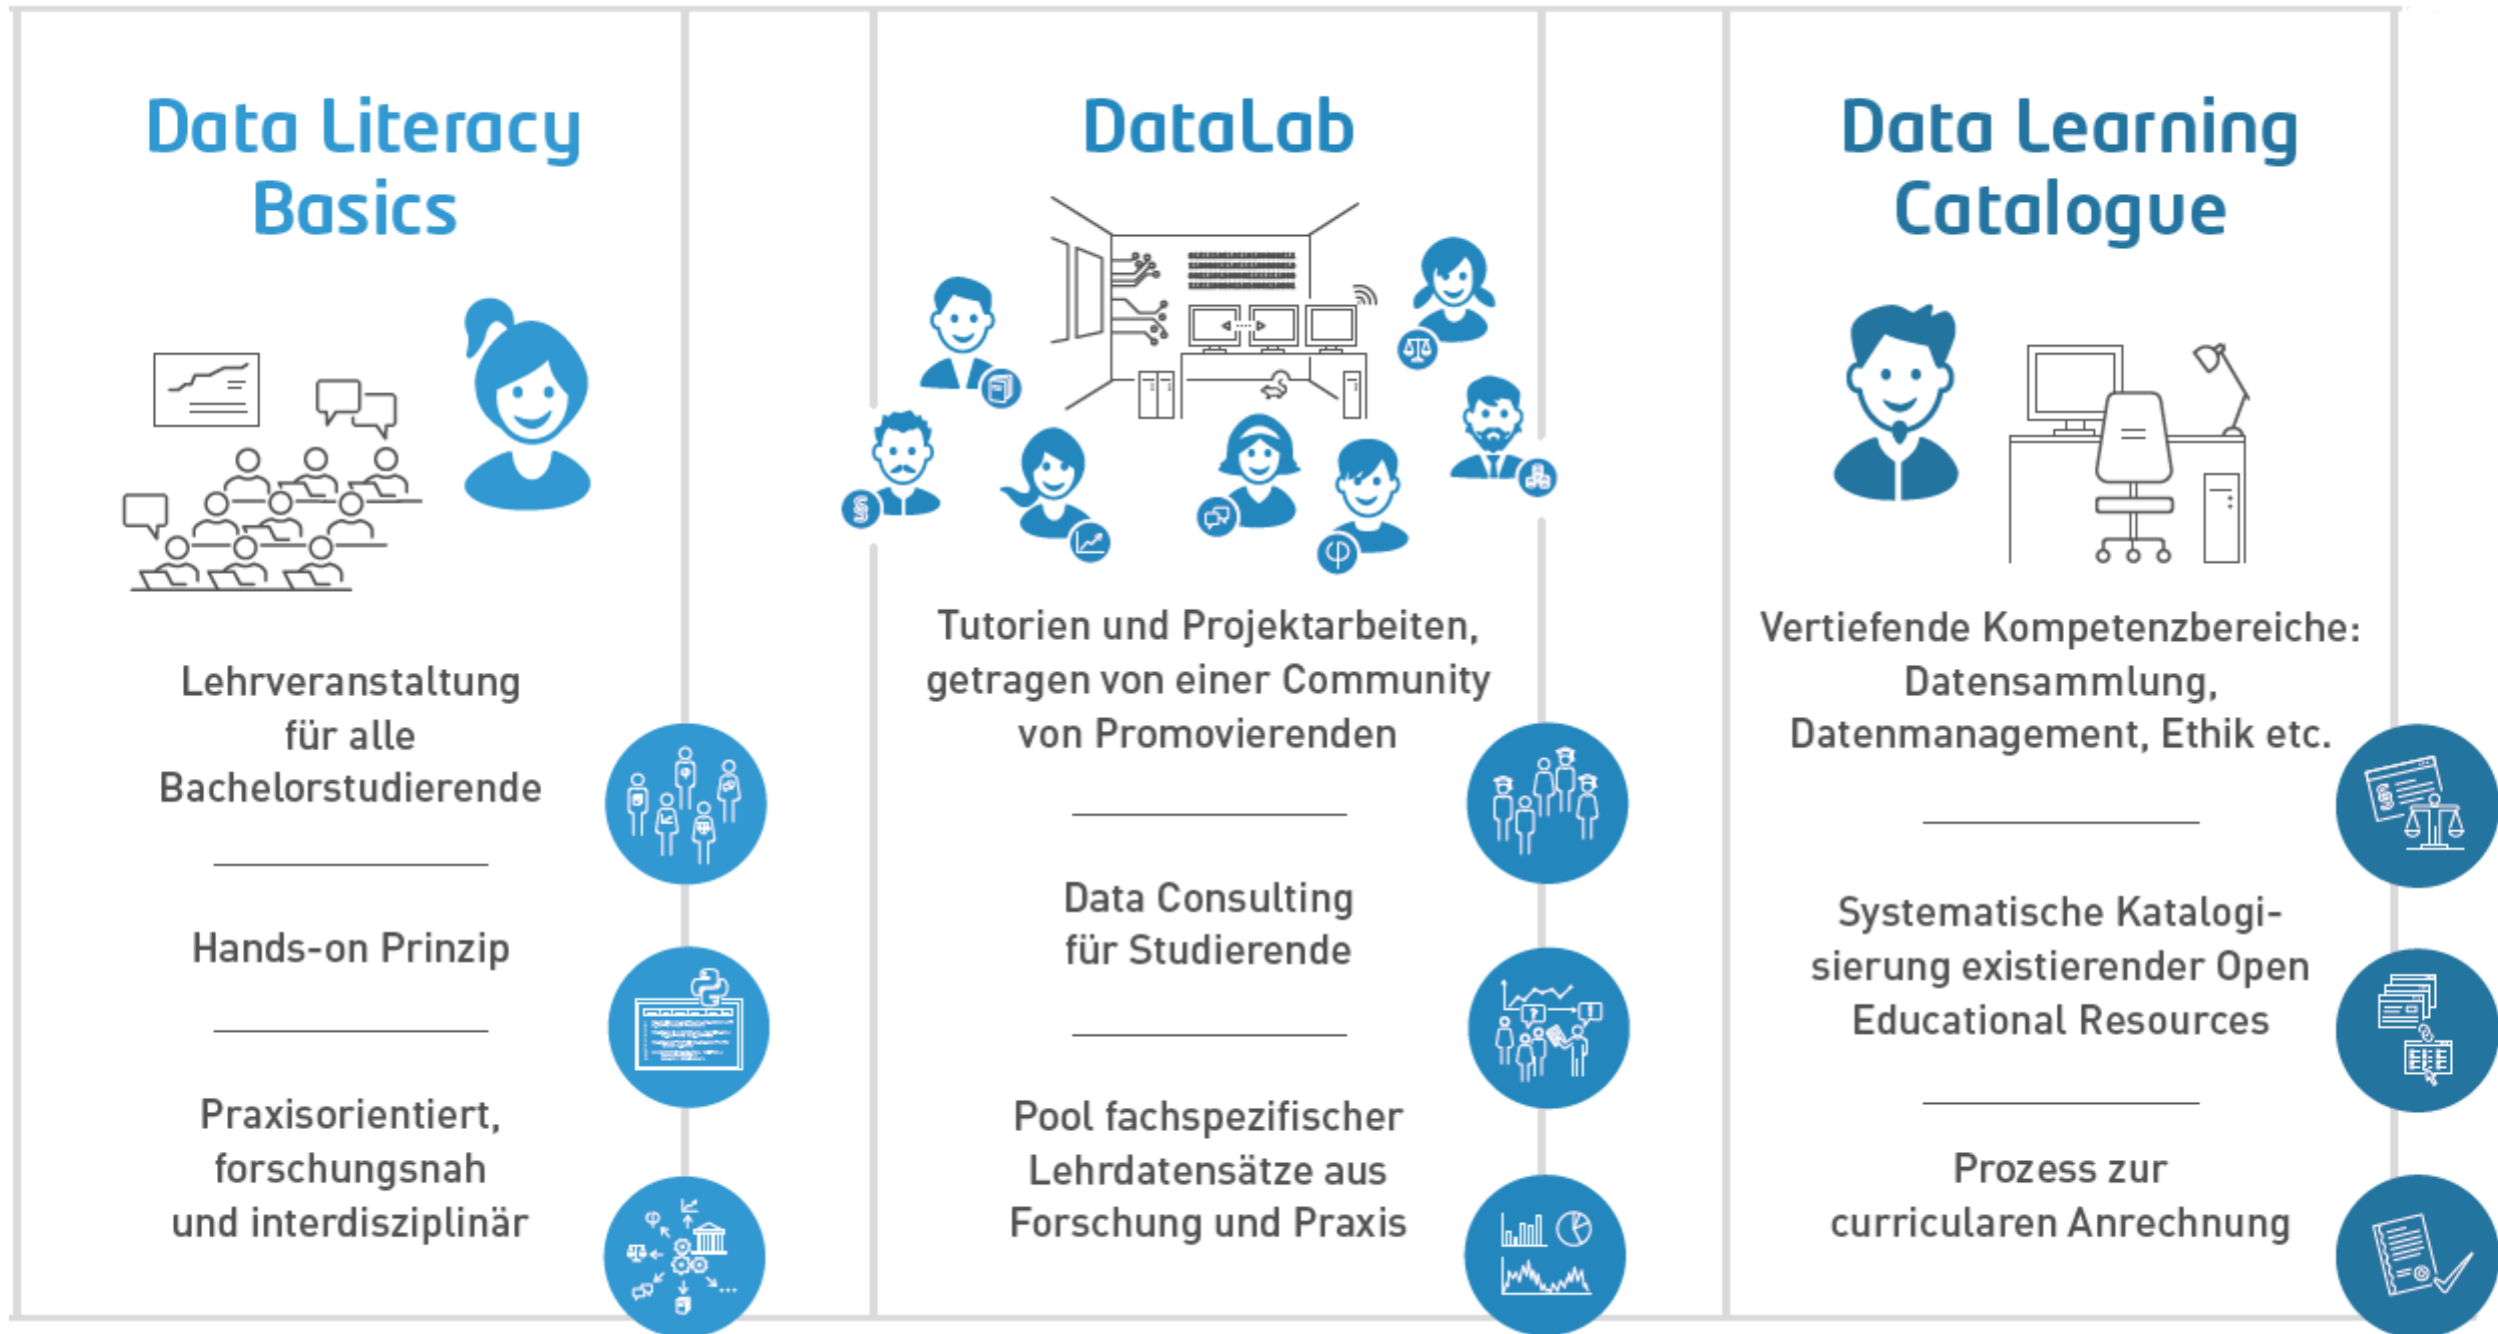 Data Literacy
Basics
Lehrveranstaltung
für alle
Bachelorstudierende
Hands-on Prinzip
Praxisorientiert,
forschungsnah
und interdisziplinär
DataLab
Tutorien und Projektarbeiten,
getragen von einer Community
von Promovierenden
Data Consulting
für Studierende
Pool fachspezifischer
Lehrdatensätze aus
Forschung und Praxis
Data Learning
Catalogue
Vertiefende Kompetenzbereiche:
Datensammlung,
Datenmanagement, Ethik etc.
Systematische Katalogi-
sierung existierender Open
Educational Resources
Prozess zur
curricularen Anrechnung